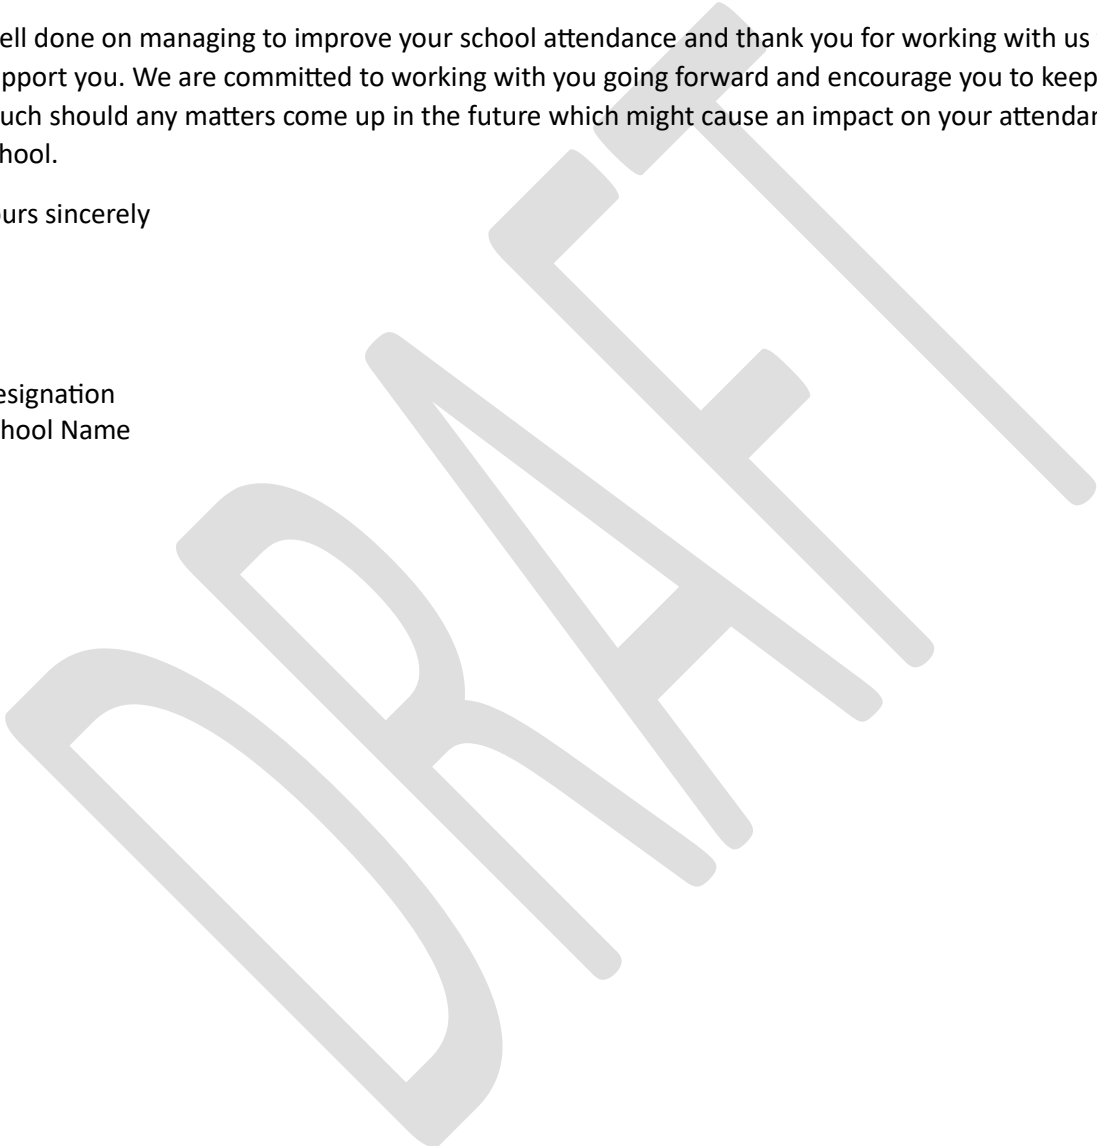 ell done on managing to improve your school attendance and thank you for working with us
pport you. We are committed to working with you going forward and encourage you to keep
uch should any matters come up in the future which might cause an impact on your attendan
hool.
urs sincerely
esignation
hool Name
DRAFT